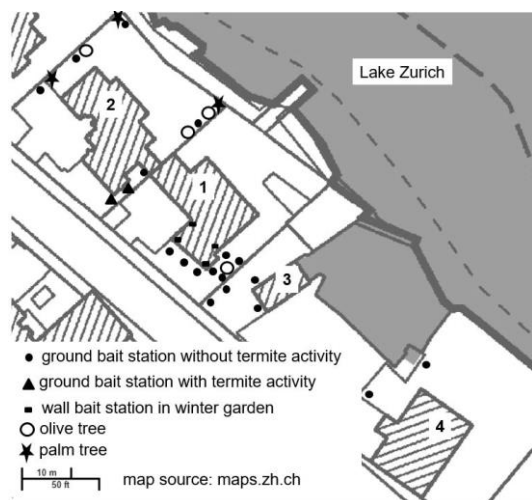 Lake Zurich
2
1
3
4
ground bait station without termite activity
ground bait station with termite activity
wall bait station in winter garden
olive tree
palm tree
10 m
50 ft
map source: maps.zh.ch